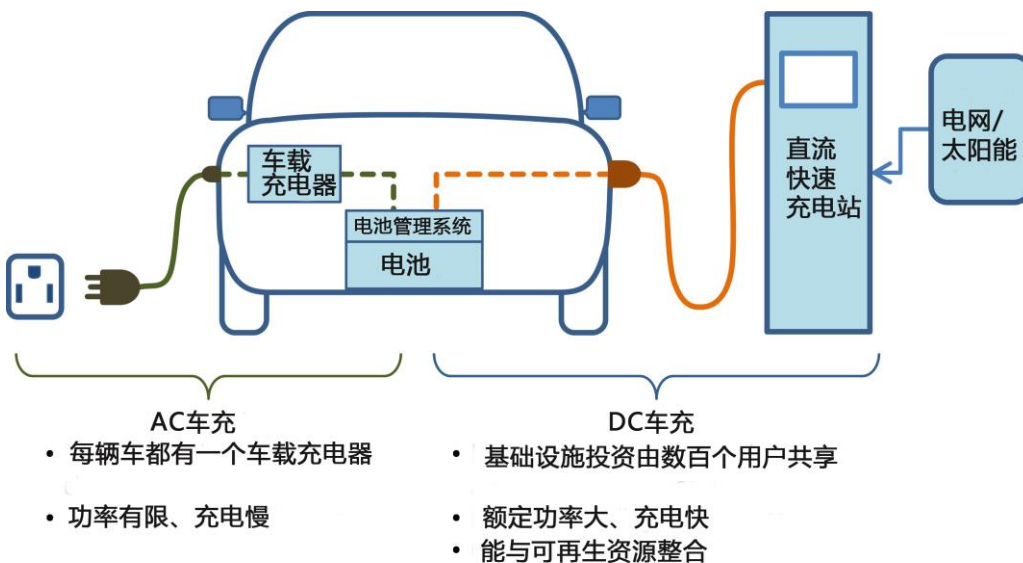 车载
充电器
电池管理系统
电池
直流
快速
充电站
电网/
太阳能
AC车充
• 每辆车都有一个车载充电器
• 功率有限、充电慢
DC车充
• 基础设施投资由数百个用户共享
• 额定功率大、充电快
• 能与可再生资源整合